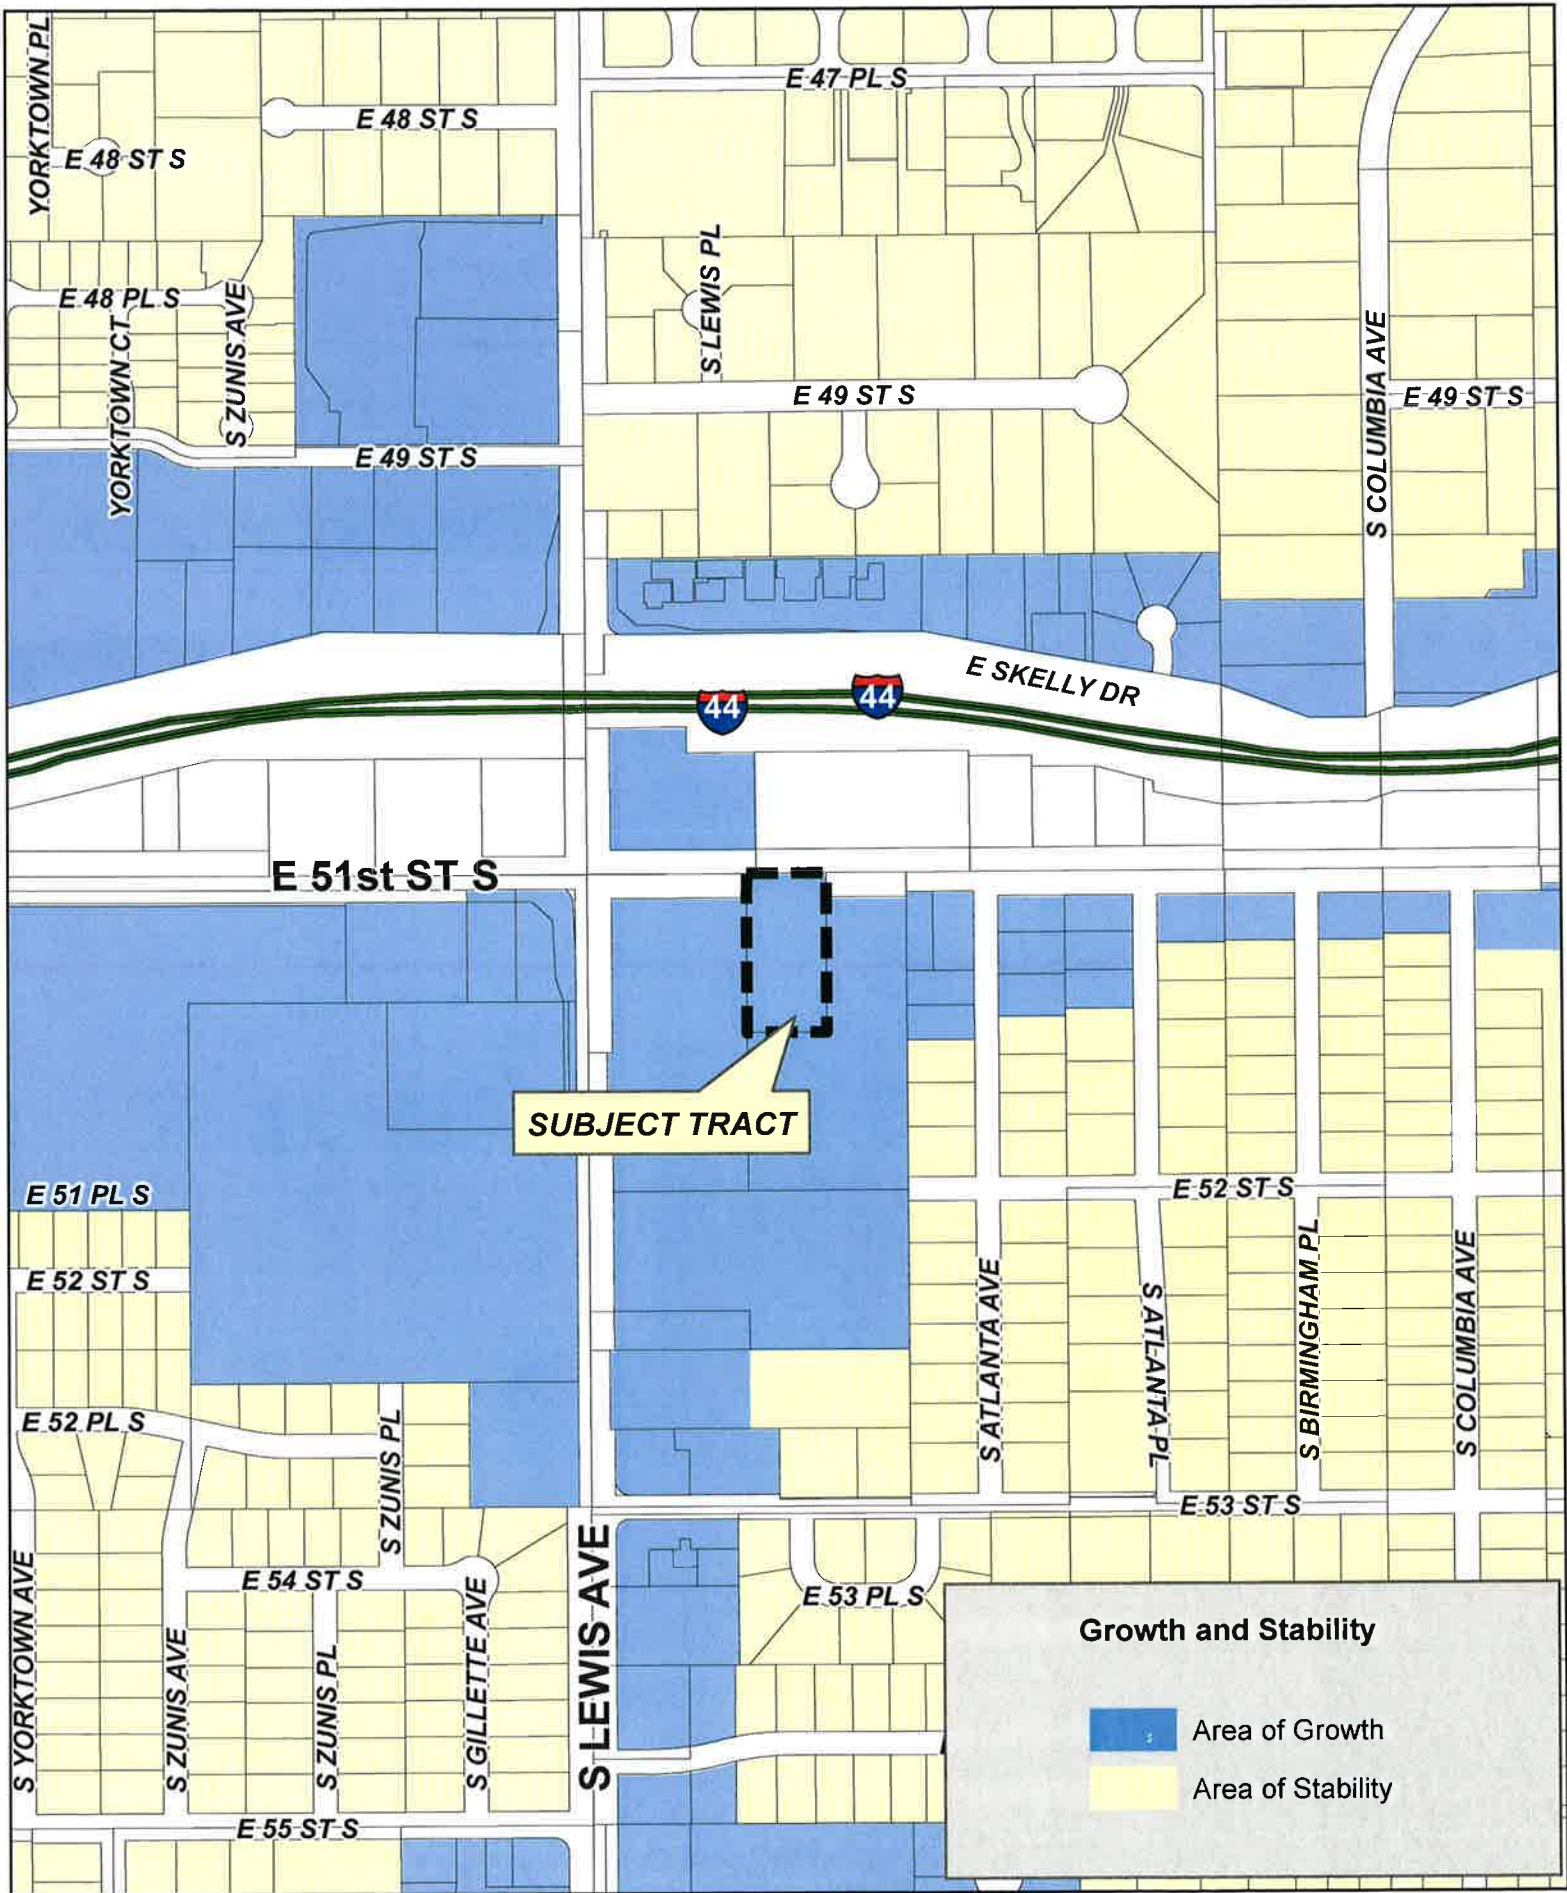 YORKTOWN PL
E 47 PL S
E 48 ST S
E 48 ST S
E 48 PL S
YORKTOWN CT
S ZUNIS AVE
S LEWIS PL
S COLUMBIA AVE
E 49 ST S
E 49 ST S
E 49 ST S
E SKELLY DR
44
44
E 51st ST S
SUBJECT TRACT
E 51 PL S
E 52 ST S
E 52 ST S
E 52 PL S
S ZUNIS PL
S ATLANTA AVE
S ATLANTA PL
S BIRMINGHAM PL
S COLUMBIA AVE
E 53 ST S
S YORKTOWN AVE
S ZUNIS AVE
E 54 ST S
S ZUNIS PL
S GILLETTE AVE
S LEWIS AVE
E 53 PL S
E 55 ST S
Growth and Stability
Area of Growth
Area of Stability